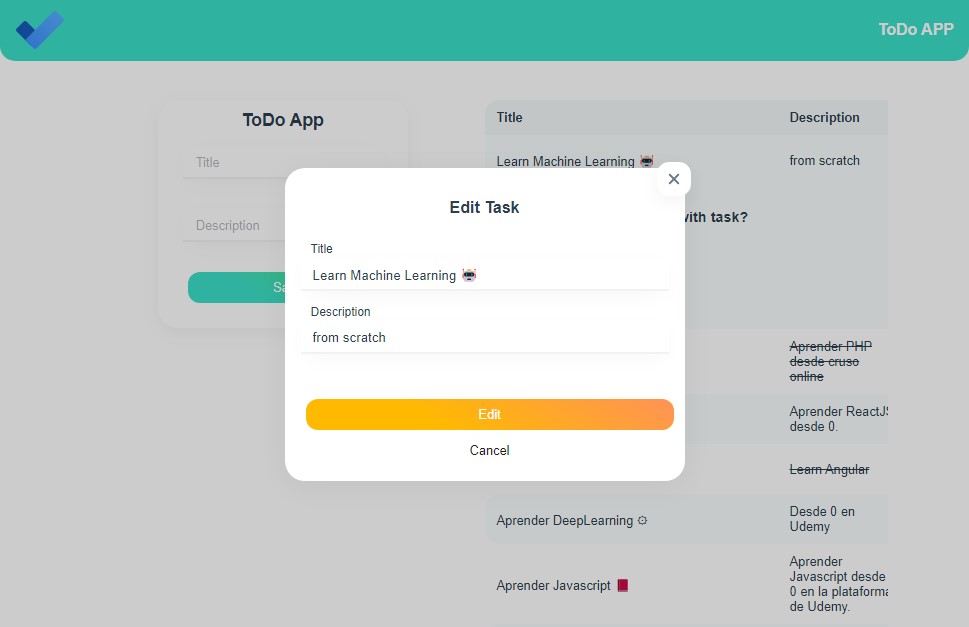 ToDo APP
ToDo App
Title
Description
Title
Description
Learn Machine Learning 🤖
from scratch
with task?
Edit Task
Title
Learn Machine Learning 🤖
Description
from scratch
Edit
Cancel
Aprender PHP
desde cruso
online
Aprender ReactJS
desde 0.
Learn Angular
Aprender DeepLearning ⚙
Desde 0 en
Udemy
Aprender Javascript 📕
Aprender
Javascript desde
0 en la plataforma
de Udemy.